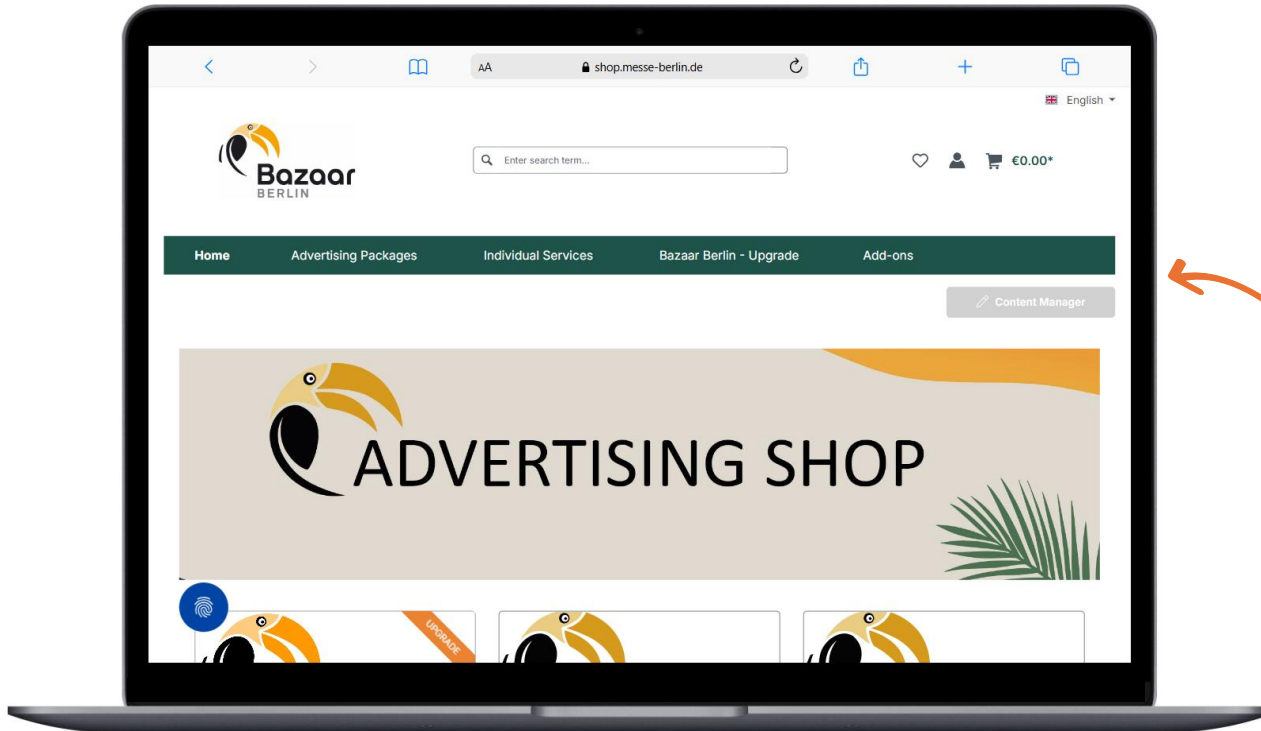 AA shop.messe-berlin.de
English
Bazaar
BERLIN
Enter search term...
€0.00*
Home Advertising Packages Individual Services Bazaar Berlin - Upgrade Add-ons
Content Manager
ADVERTISING SHOP
UPGRADE